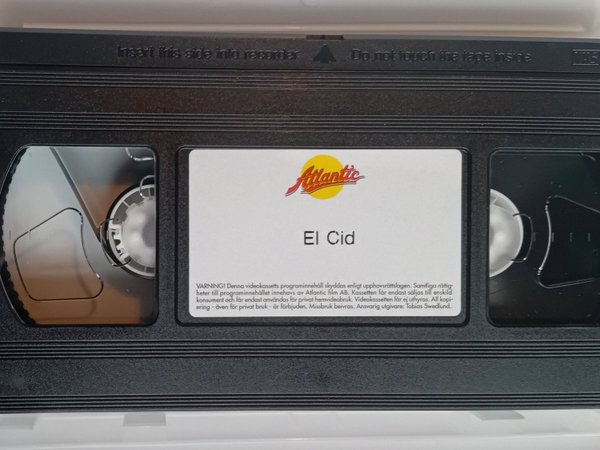 Insert this side into recorder Do not touch the tape inside VHS
Atlantic
El Cid
VARNING! Denna videokassetts programinnehåll skyddas enligt upphovsrättslagen. Samtliga rättig-
heter till programinnehållet innehavs av Atlantic film AB. Kassetten får endast säljas till enskild
konsument och får endast användas för privat hemvideobruk. Videokassetten får ej uthyras. All kopi-
ering - även för privat bruk - är förbjuden. Missbruk beivras. Ansvarig utgivare: Tobias Swedlund.